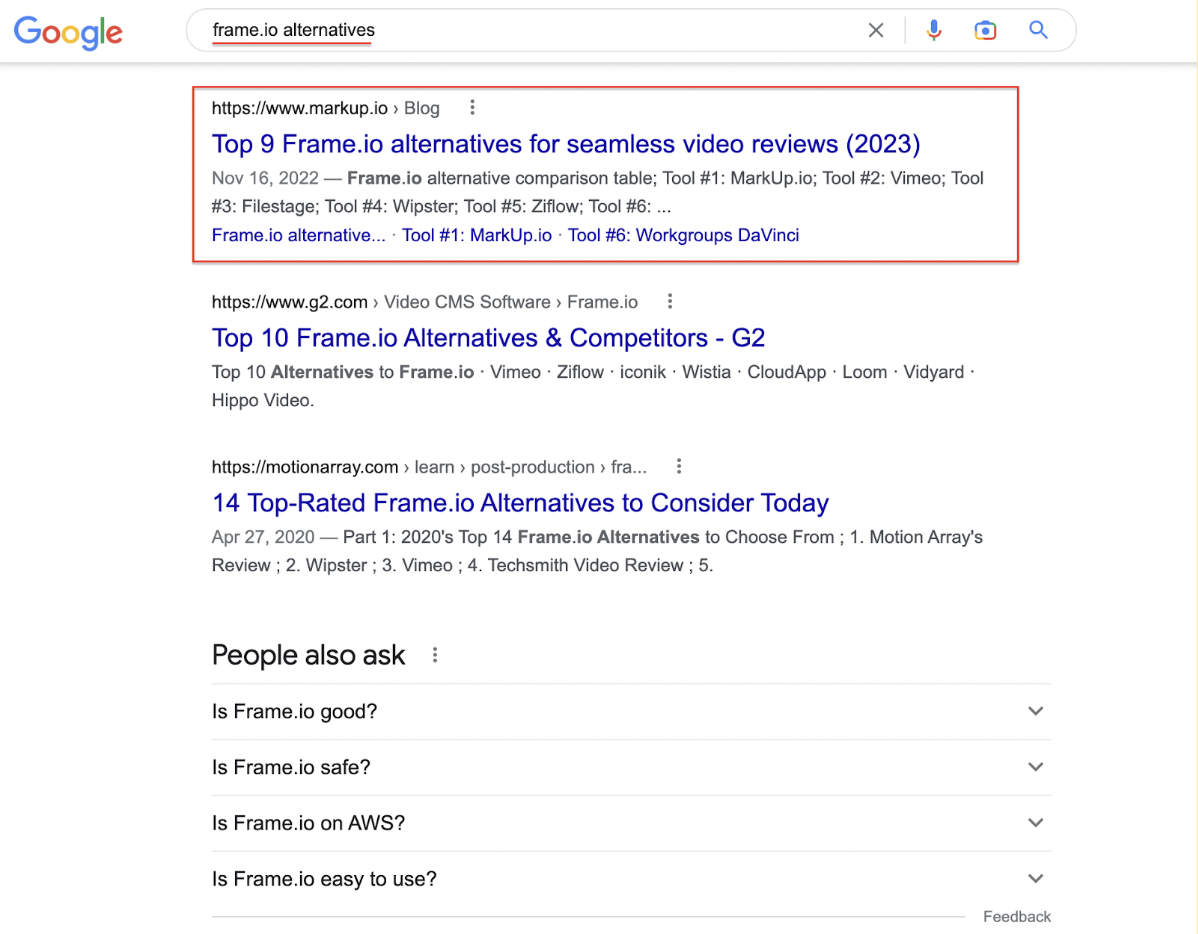 Google
frame.io alternatives
https://www.markup.io › Blog
Top 9 Frame.io alternatives for seamless video reviews (2023)
Nov 16, 2022 — Frame.io alternative comparison table; Tool #1: MarkUp.io; Tool #2: Vimeo; Tool
#3: Filestage; Tool #4: Wipster; Tool #5: Ziflow; Tool #6: ...
Frame.io alternative... · Tool #1: MarkUp.io · Tool #6: Workgroups DaVinci
https://www.g2.com › Video CMS Software › Frame.io
Top 10 Frame.io Alternatives & Competitors - G2
Top 10 Alternatives to Frame.io · Vimeo · Ziflow · iconik · Wistia · CloudApp · Loom · Vidyard ·
Hippo Video.
https://motionarray.com › learn › post-production › fra...
14 Top-Rated Frame.io Alternatives to Consider Today
Apr 27, 2020 — Part 1: 2020's Top 14 Frame.io Alternatives to Choose From ; 1. Motion Array's
Review ; 2. Wipster ; 3. Vimeo ; 4. Techsmith Video Review ; 5.
People also ask
Is Frame.io good?
Is Frame.io safe?
Is Frame.io on AWS?
Is Frame.io easy to use?
Feedback